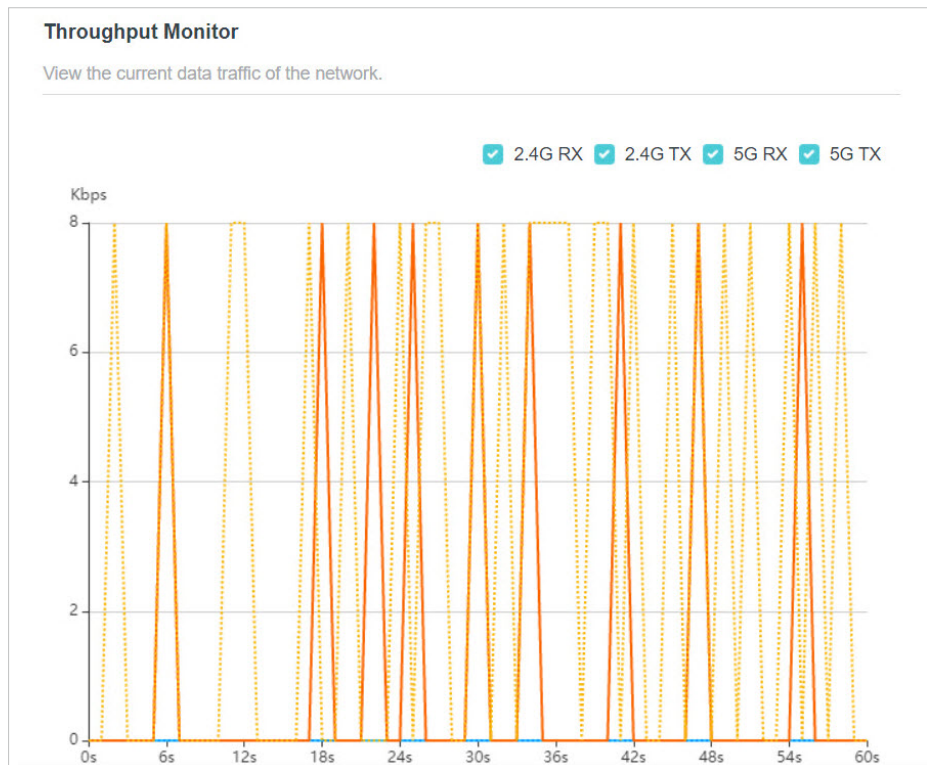 Throughput Monitor
View the current data traffic of the network.
2.4G RX 2.4G TX 5G RX 5G TX
Kbps
8
6
4
2
0
0s 6s 12s 18s 24s 30s 36s 42s 48s 54s 60s